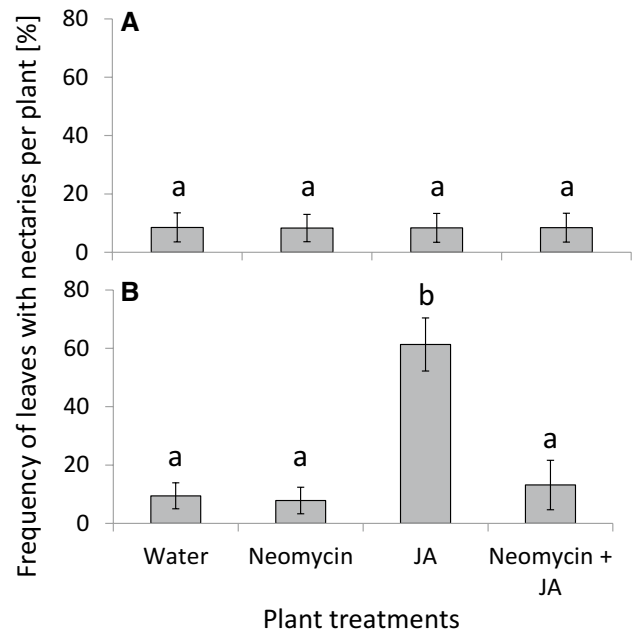 Frequency of leaves with nectaries per plant [%]
A
80
60
40
20
0
a a a a
B
80
60
40
20
0
a a b a
Water Neomycin JA Neomycin +
JA
Plant treatments